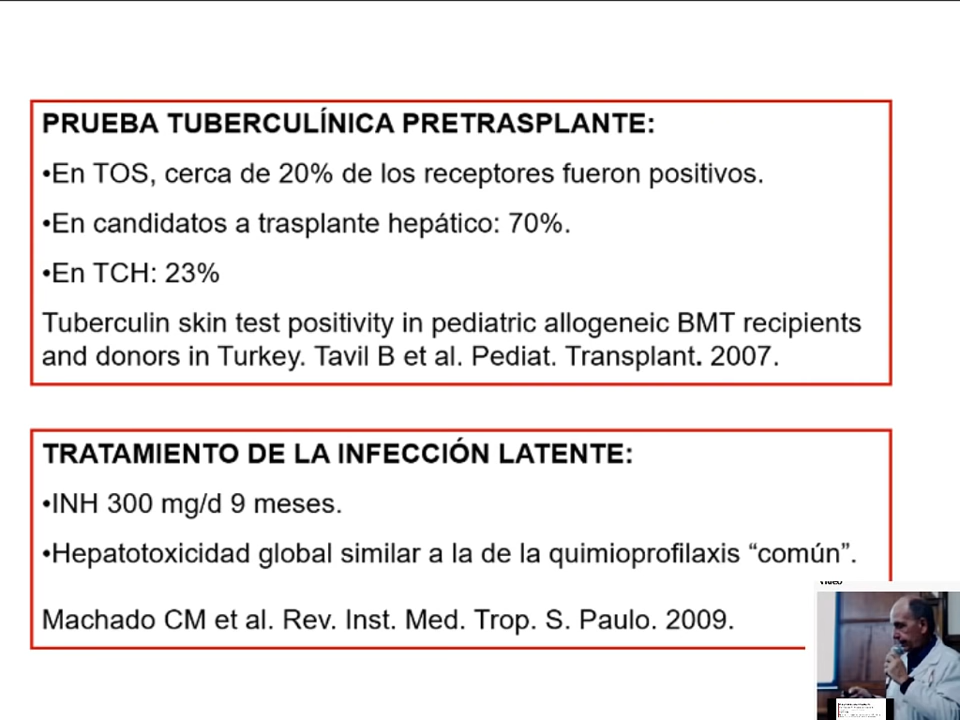 PRUEBA TUBERCULÍNICA PRETRASPLANTE:
•En TOS, cerca de 20% de los receptores fueron positivos.
•En candidatos a trasplante hepático: 70%.
•En TCH: 23%
Tuberculin skin test positivity in pediatric allogeneic BMT recipients
and donors in Turkey. Tavil B et al. Pediat. Transplant. 2007.
TRATAMIENTO DE LA INFECCIÓN LATENTE:
•INH 300 mg/d 9 meses.
•Hepatotoxicidad global similar a la de la quimioprofilaxis “común”.
Machado CM et al. Rev. Inst. Med. Trop. S. Paulo. 2009.
Video